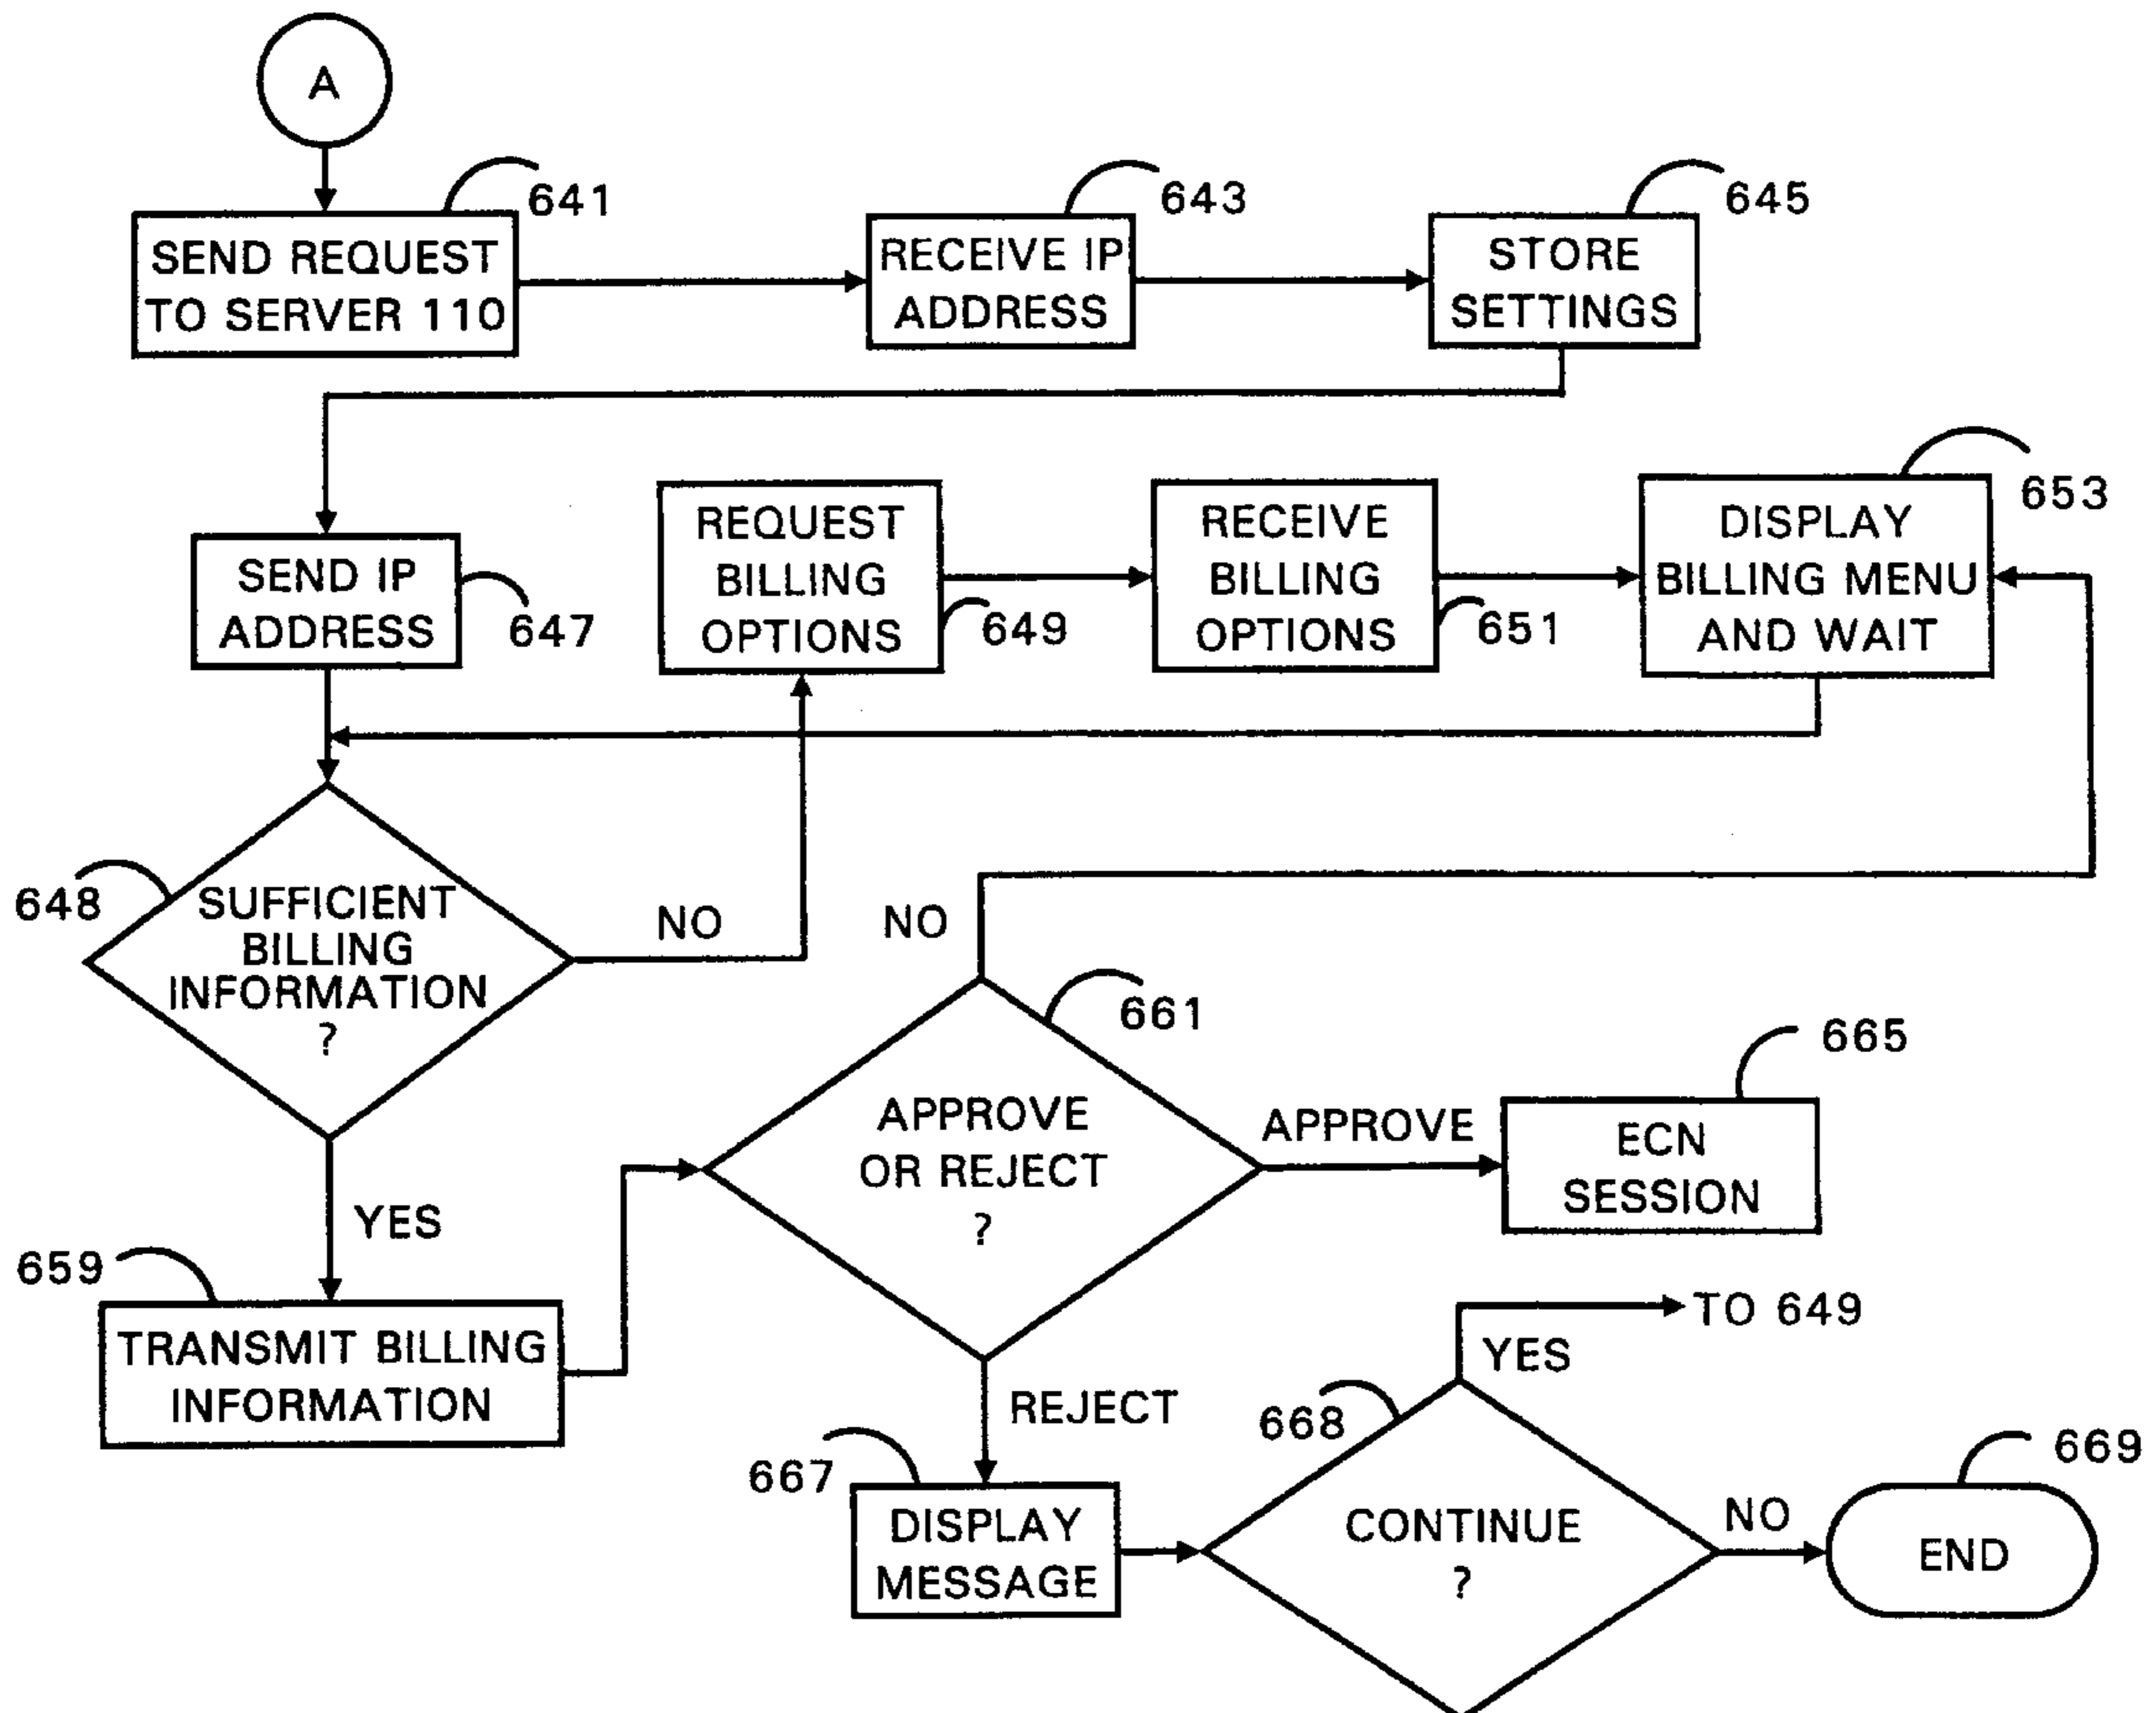 A
641
SEND REQUEST
TO SERVER 110
643
RECEIVE IP
ADDRESS
645
STORE
SETTINGS
SEND IP
ADDRESS
647
REQUEST
BILLING
OPTIONS
649
RECEIVE
BILLING
OPTIONS
651
653
DISPLAY
BILLING MENU
AND WAIT
648
SUFFICIENT
BILLING
INFORMATION
?
NO
YES
659
TRANSMIT BILLING
INFORMATION
NO
661
APPROVE
OR REJECT
?
APPROVE
665
ECN
SESSION
REJECT
667
DISPLAY
MESSAGE
668
CONTINUE
?
YES
TO 649
NO
669
END